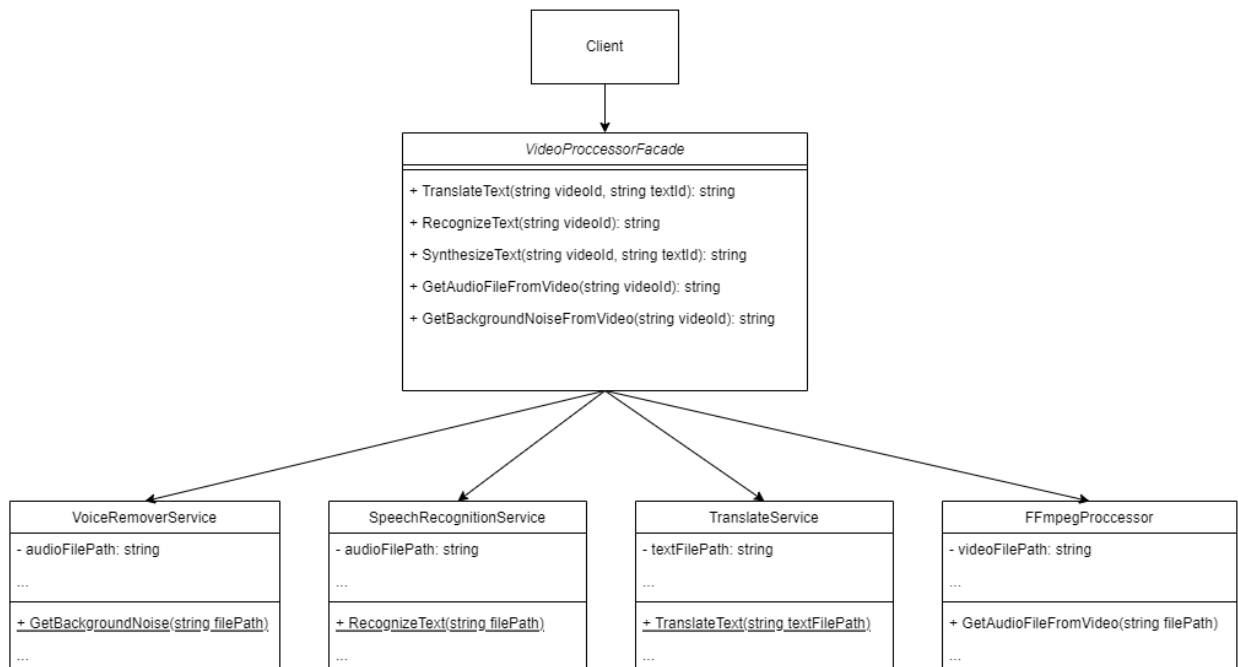 Client
VideoProccessorFacade
+ TranslateText(string videoId, string textId): string
+ RecognizeText(string videoId): string
+ SynthesizeText(string videoId, string textId): string
+ GetAudioFileFromVideo(string videoId): string
+ GetBackgroundNoiseFromVideo(string videoId): string
VoiceRemoverService
- audioFilePath: string
...
+ GetBackgroundNoise(string filePath)
...
SpeechRecognitionService
- audioFilePath: string
...
+ RecognizeText(string filePath)
...
TranslateService
- textFilePath: string
...
+ TranslateText(string textFilePath)
...
FFmpegProccessor
- videoFilePath: string
...
+ GetAudioFileFromVideo(string filePath)
...